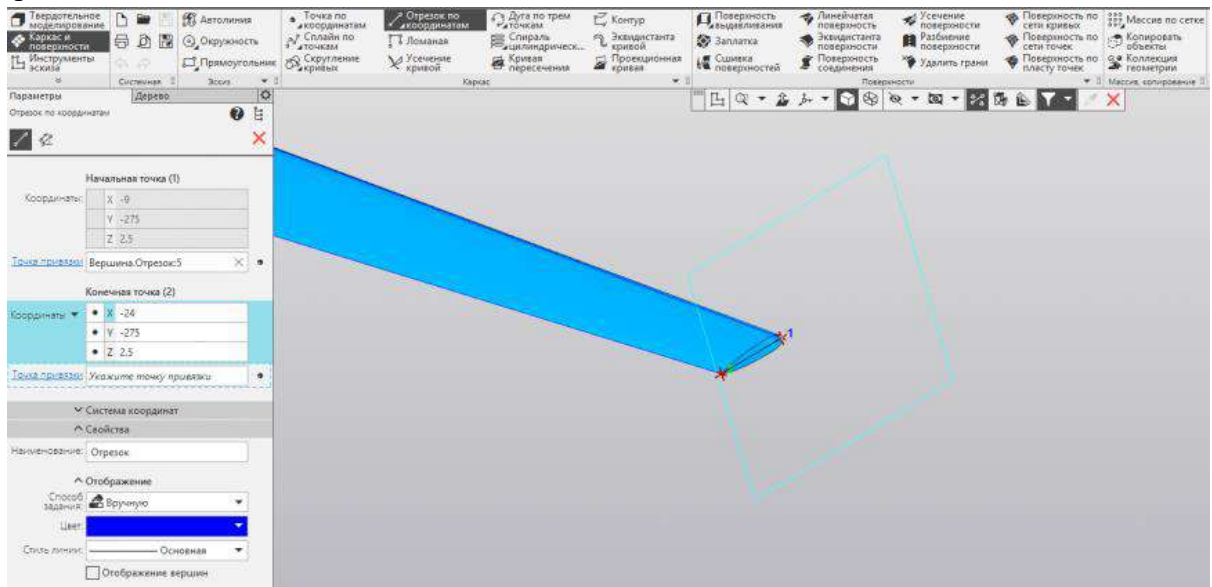 Твердотельное моделирование
Каркас и поверхности
Инструменты эскиза
Системная
Автолиния
Окружность
Прямоугольник
Эскиз
Точка по координатам
Сплайн по точкам
Скругление кривых
Отрезок по координатам
Ломаная
Усечение кривой
Дуга по трем точкам
Спираль цилиндрическ...
Кривая пересечения
Контур
Эквидистанта кривой
Проекционная кривая
Каркас
Поверхность выдавливания
Заплатка
Сшивка поверхностей
Линейчатая поверхность
Эквидистанта поверхности
Поверхность соединения
Усечение поверхности
Разбиение поверхности
Удалить грани
Поверхность по сети кривых
Поверхность по сети точек
Поверхность по пласту точек
Поверхности
Массив по сетке
Копировать объекты
Коллекция геометрии
Массив, копирование
Параметры
Дерево
Отрезок по координатам
Начальная точка (1)
Координаты:
X -9
Y -275
Z 2.5
Точка привязки
Вершина.Отрезок:5
Конечная точка (2)
Координаты
X -24
Y -275
Z 2.5
Точка привязки
Укажите точку привязки
Система координат
Свойства
Наименование:
Отрезок
Отображение
Способ задания:
Вручную
Цвет:
Стиль линии:
Основная
Отображение вершин
1